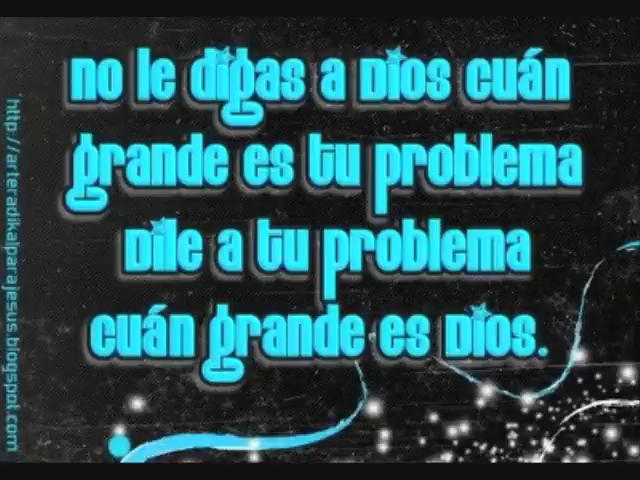 No le digas a Dios cuán
grande es tu problema
Dile a tu problema
cuán grande es Dios.
http://arteradikalparajesus.blogspot.com